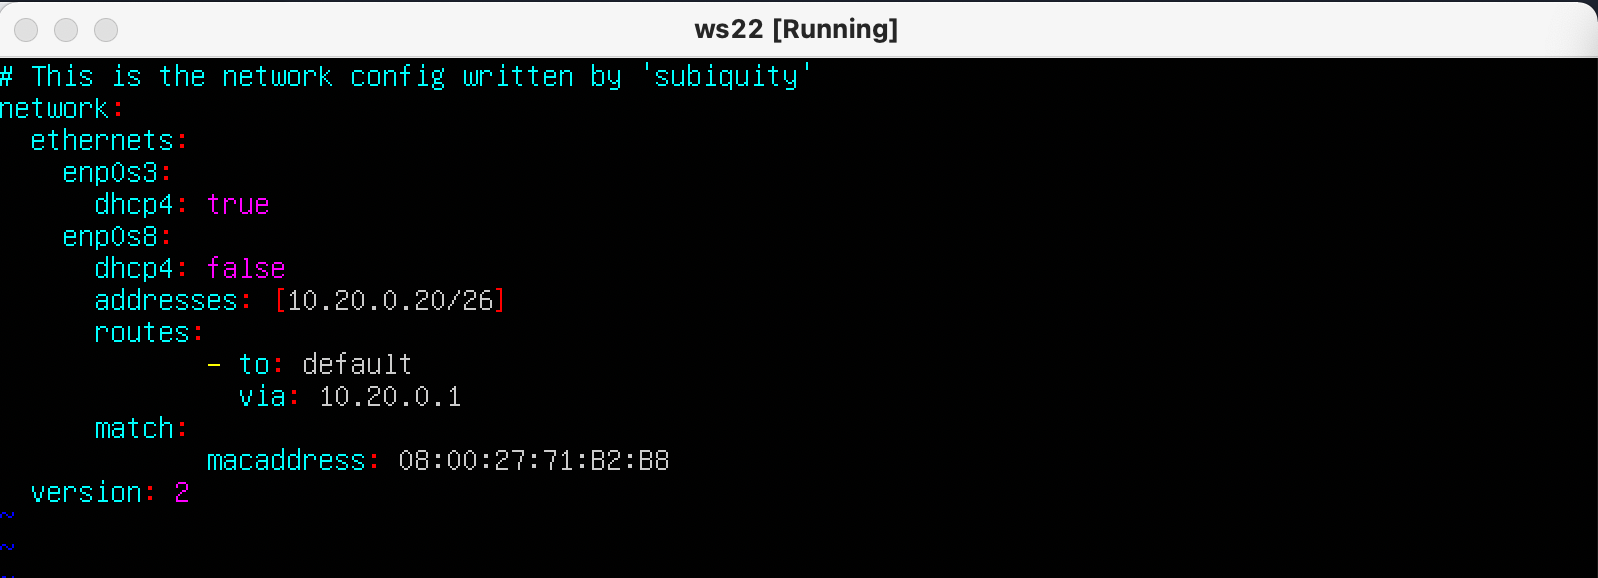 ws22 [Running]
# This is the network config written by 'subiquity'
network:
  ethernets:
    enp0s3:
      dhcp4: true
    enp0s8:
      dhcp4: false
      addresses: [10.20.0.20/26]
      routes:
             - to: default
               via: 10.20.0.1
      match:
             macaddress: 08:00:27:71:B2:B8
  version: 2
~
~
~